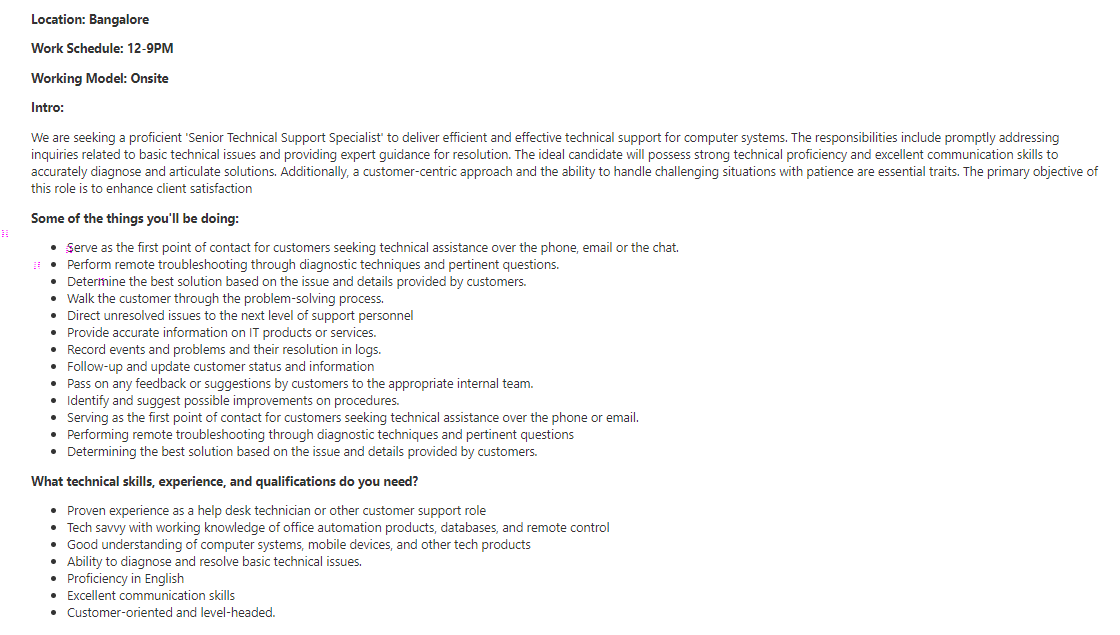 Location: Bangalore
Work Schedule: 12-9PM
Working Model: Onsite
Intro:
We are seeking a proficient 'Senior Technical Support Specialist' to deliver efficient and effective technical support for computer systems. The responsibilities include promptly addressing
inquiries related to basic technical issues and providing expert guidance for resolution. The ideal candidate will possess strong technical proficiency and excellent communication skills to
accurately diagnose and articulate solutions. Additionally, a customer-centric approach and the ability to handle challenging situations with patience are essential traits. The primary objective of
this role is to enhance client satisfaction
Some of the things you'll be doing:
• Serve as the first point of contact for customers seeking technical assistance over the phone, email or the chat.
• Perform remote troubleshooting through diagnostic techniques and pertinent questions.
• Determine the best solution based on the issue and details provided by customers.
• Walk the customer through the problem-solving process.
• Direct unresolved issues to the next level of support personnel
• Provide accurate information on IT products or services.
• Record events and problems and their resolution in logs.
• Follow-up and update customer status and information
• Pass on any feedback or suggestions by customers to the appropriate internal team.
• Identify and suggest possible improvements on procedures.
• Serving as the first point of contact for customers seeking technical assistance over the phone or email.
• Performing remote troubleshooting through diagnostic techniques and pertinent questions
• Determining the best solution based on the issue and details provided by customers.
What technical skills, experience, and qualifications do you need?
• Proven experience as a help desk technician or other customer support role
• Tech savvy with working knowledge of office automation products, databases, and remote control
• Good understanding of computer systems, mobile devices, and other tech products
• Ability to diagnose and resolve basic technical issues.
• Proficiency in English
• Excellent communication skills
• Customer-oriented and level-headed.